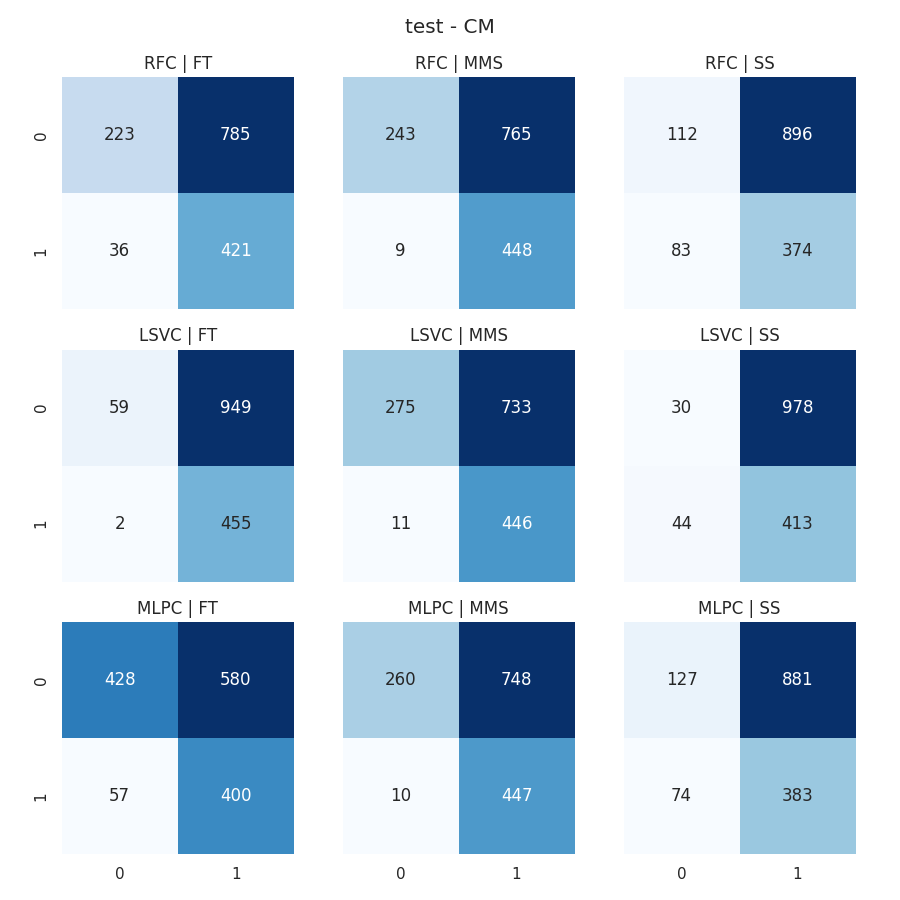 test - CM
RFC | FT RFC | MMS RFC | SS
0 223 785 243 765 112 896
1 36 421 9 448 83 374
LSVC | FT LSVC | MMS LSVC | SS
0 59 949 275 733 30 978
1 2 455 11 446 44 413
MLPC | FT MLPC | MMS MLPC | SS
0 428 580 260 748 127 881
1 57 400 10 447 74 383
0 1 0 1 0 1